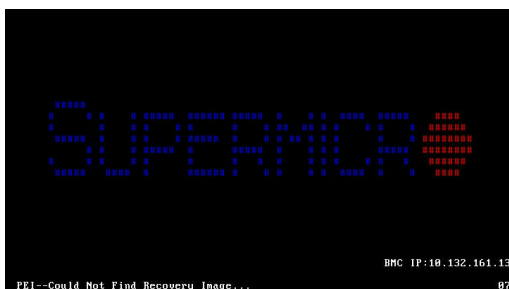 SUPERMICRO
BMC IP:10.132.161.13
PEI--Could Not Find Recovery Image...
07